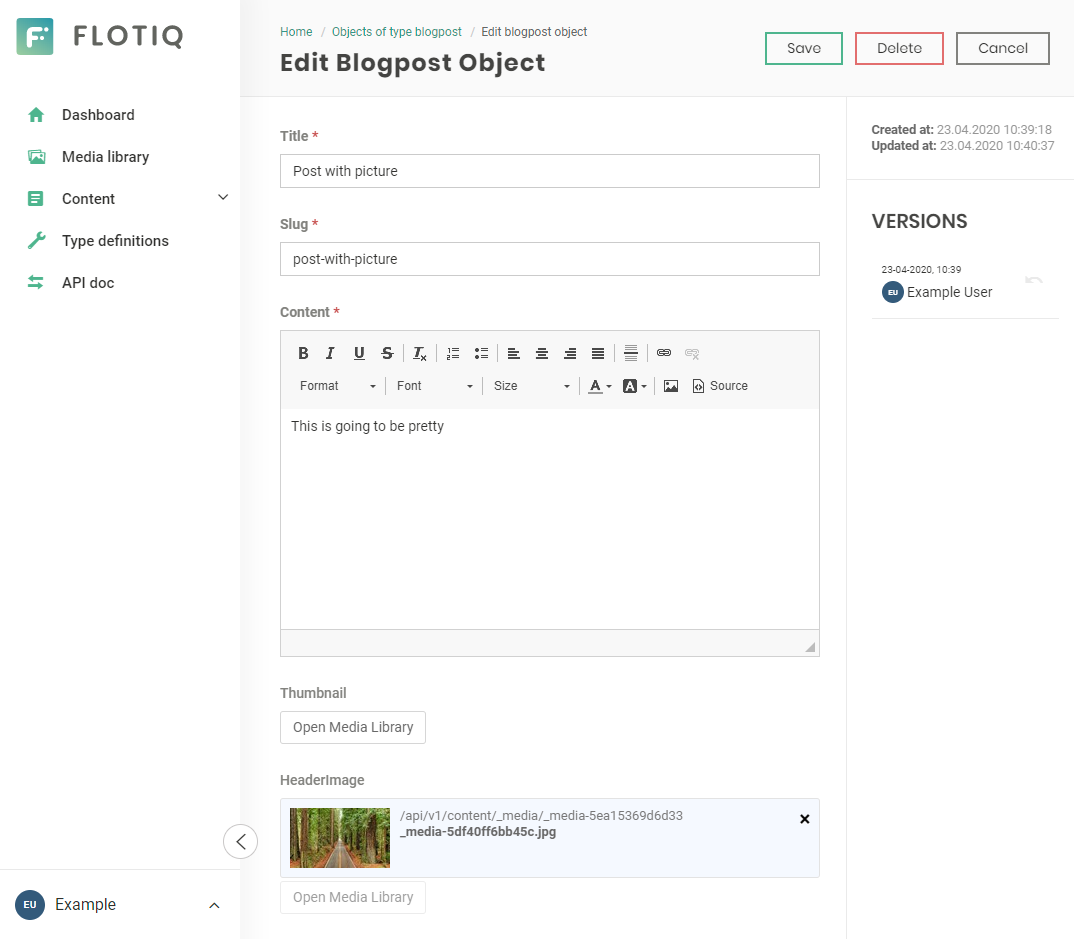 FLOTIQ
Dashboard
Media library
Content
Type definitions
API doc
EU Example
Home / Objects of type blogpost / Edit blogpost object
Edit Blogpost Object
Save Delete Cancel
Title *
Post with picture
Slug *
post-with-picture
Content *
B I U S Tx
Format Font Size A A Source
This is going to be pretty
Thumbnail
Open Media Library
HeaderImage
/api/v1/content/_media/_media-5ea15369d6d33
_media-5df40ff6bb45c.jpg
Open Media Library
Created at: 23.04.2020 10:39:18
Updated at: 23.04.2020 10:40:37
VERSIONS
23-04-2020, 10:39
EU Example User